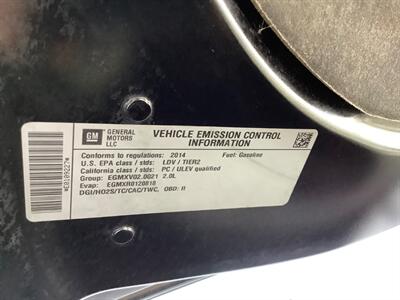 GM
GENERAL MOTORS LLC
VEHICLE EMISSION CONTROL INFORMATION
Conforms to regulations: 2014 Fuel: Gasoline
U.S. EPA class / stds: LDV / TIER2
California class / stds: PC / ULEV qualified
Group: EGMXV02.0021 2.0L
Evap: EGMXR0120818
DGI/HO2S/TC/CAC/TWC, OBD: II